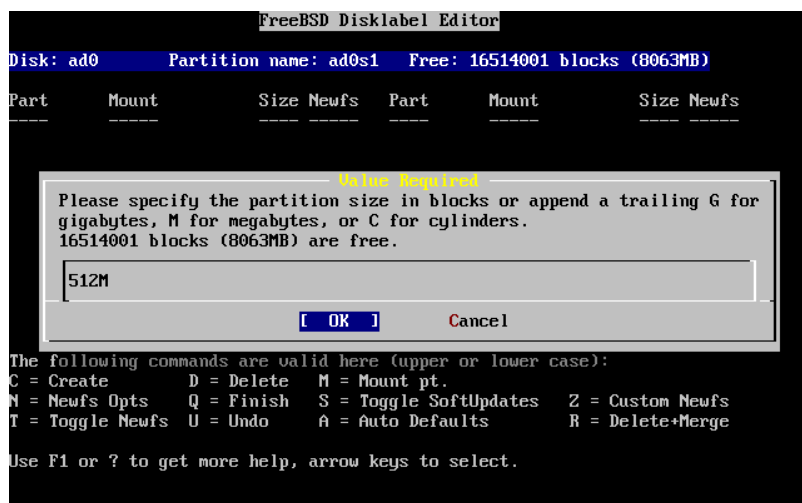 FreeBSD Disklabel Editor
Disk: ad0 Partition name: ad0s1 Free: 16514001 blocks (8063MB)
Part Mount Size Newfs Part Mount Size Newfs
---- ----- ---- ----- ---- ----- ---- -----
Value Required
Please specify the partition size in blocks or append a trailing G for
gigabytes, M for megabytes, or C for cylinders.
16514001 blocks (8063MB) are free.
512M
[ OK ] Cancel
The following commands are valid here (upper or lower case):
C = Create D = Delete M = Mount pt.
N = Newfs Opts Q = Finish S = Toggle SoftUpdates Z = Custom Newfs
T = Toggle Newfs U = Undo A = Auto Defaults R = Delete+Merge
Use F1 or ? to get more help, arrow keys to select.